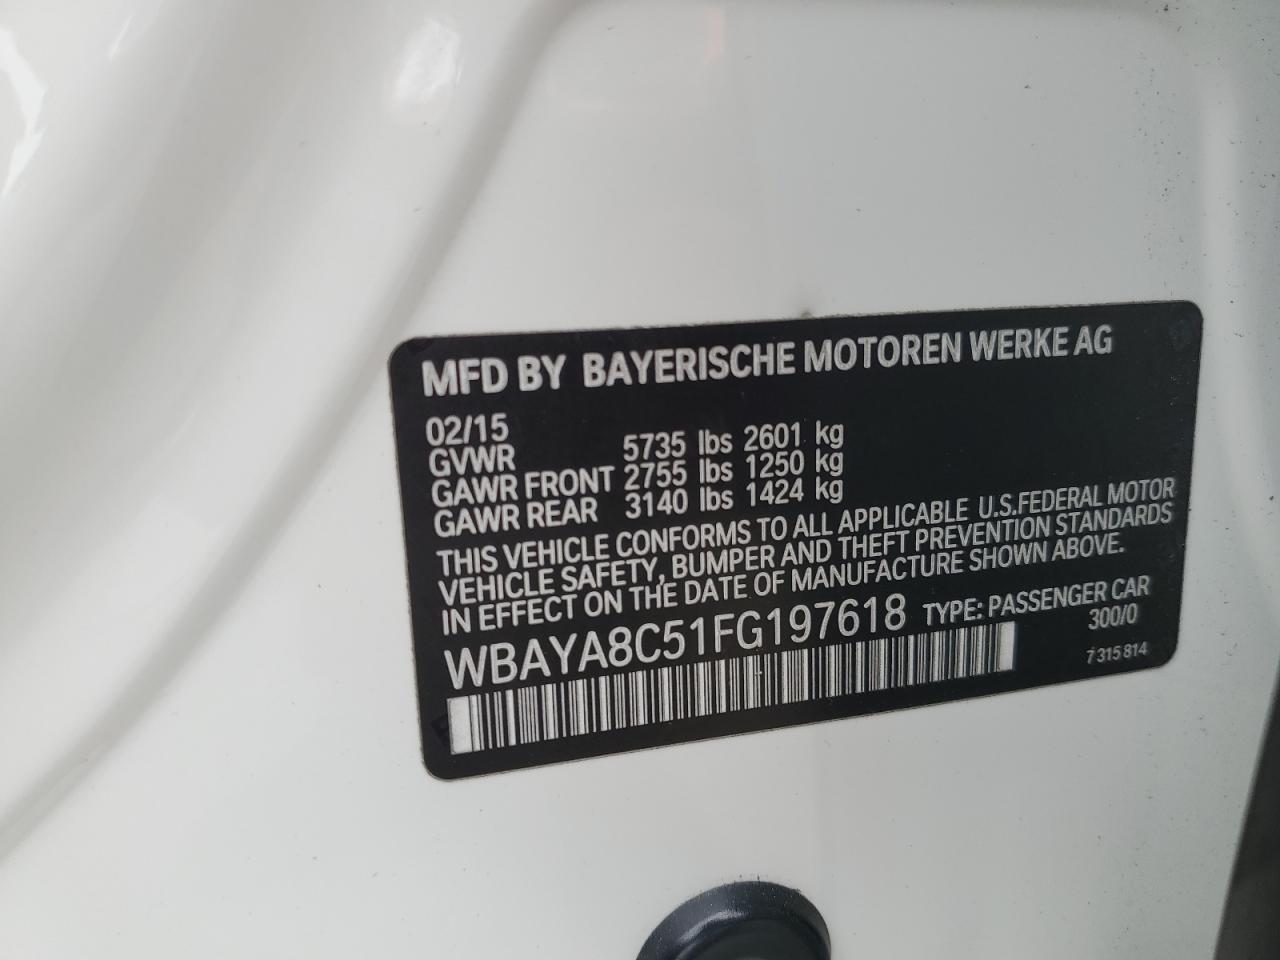 MFD BY BAYERISCHE MOTOREN WERKE AG
02/15
GVWR 5735 lbs 2601 kg
GAWR FRONT 2755 lbs 1250 kg
GAWR REAR 3140 lbs 1424 kg
THIS VEHICLE CONFORMS TO ALL APPLICABLE U.S.FEDERAL MOTOR
VEHICLE SAFETY, BUMPER AND THEFT PREVENTION STANDARDS
IN EFFECT ON THE DATE OF MANUFACTURE SHOWN ABOVE.
WBAYA8C51FG197618 TYPE: PASSENGER CAR
300/0
7 315 814